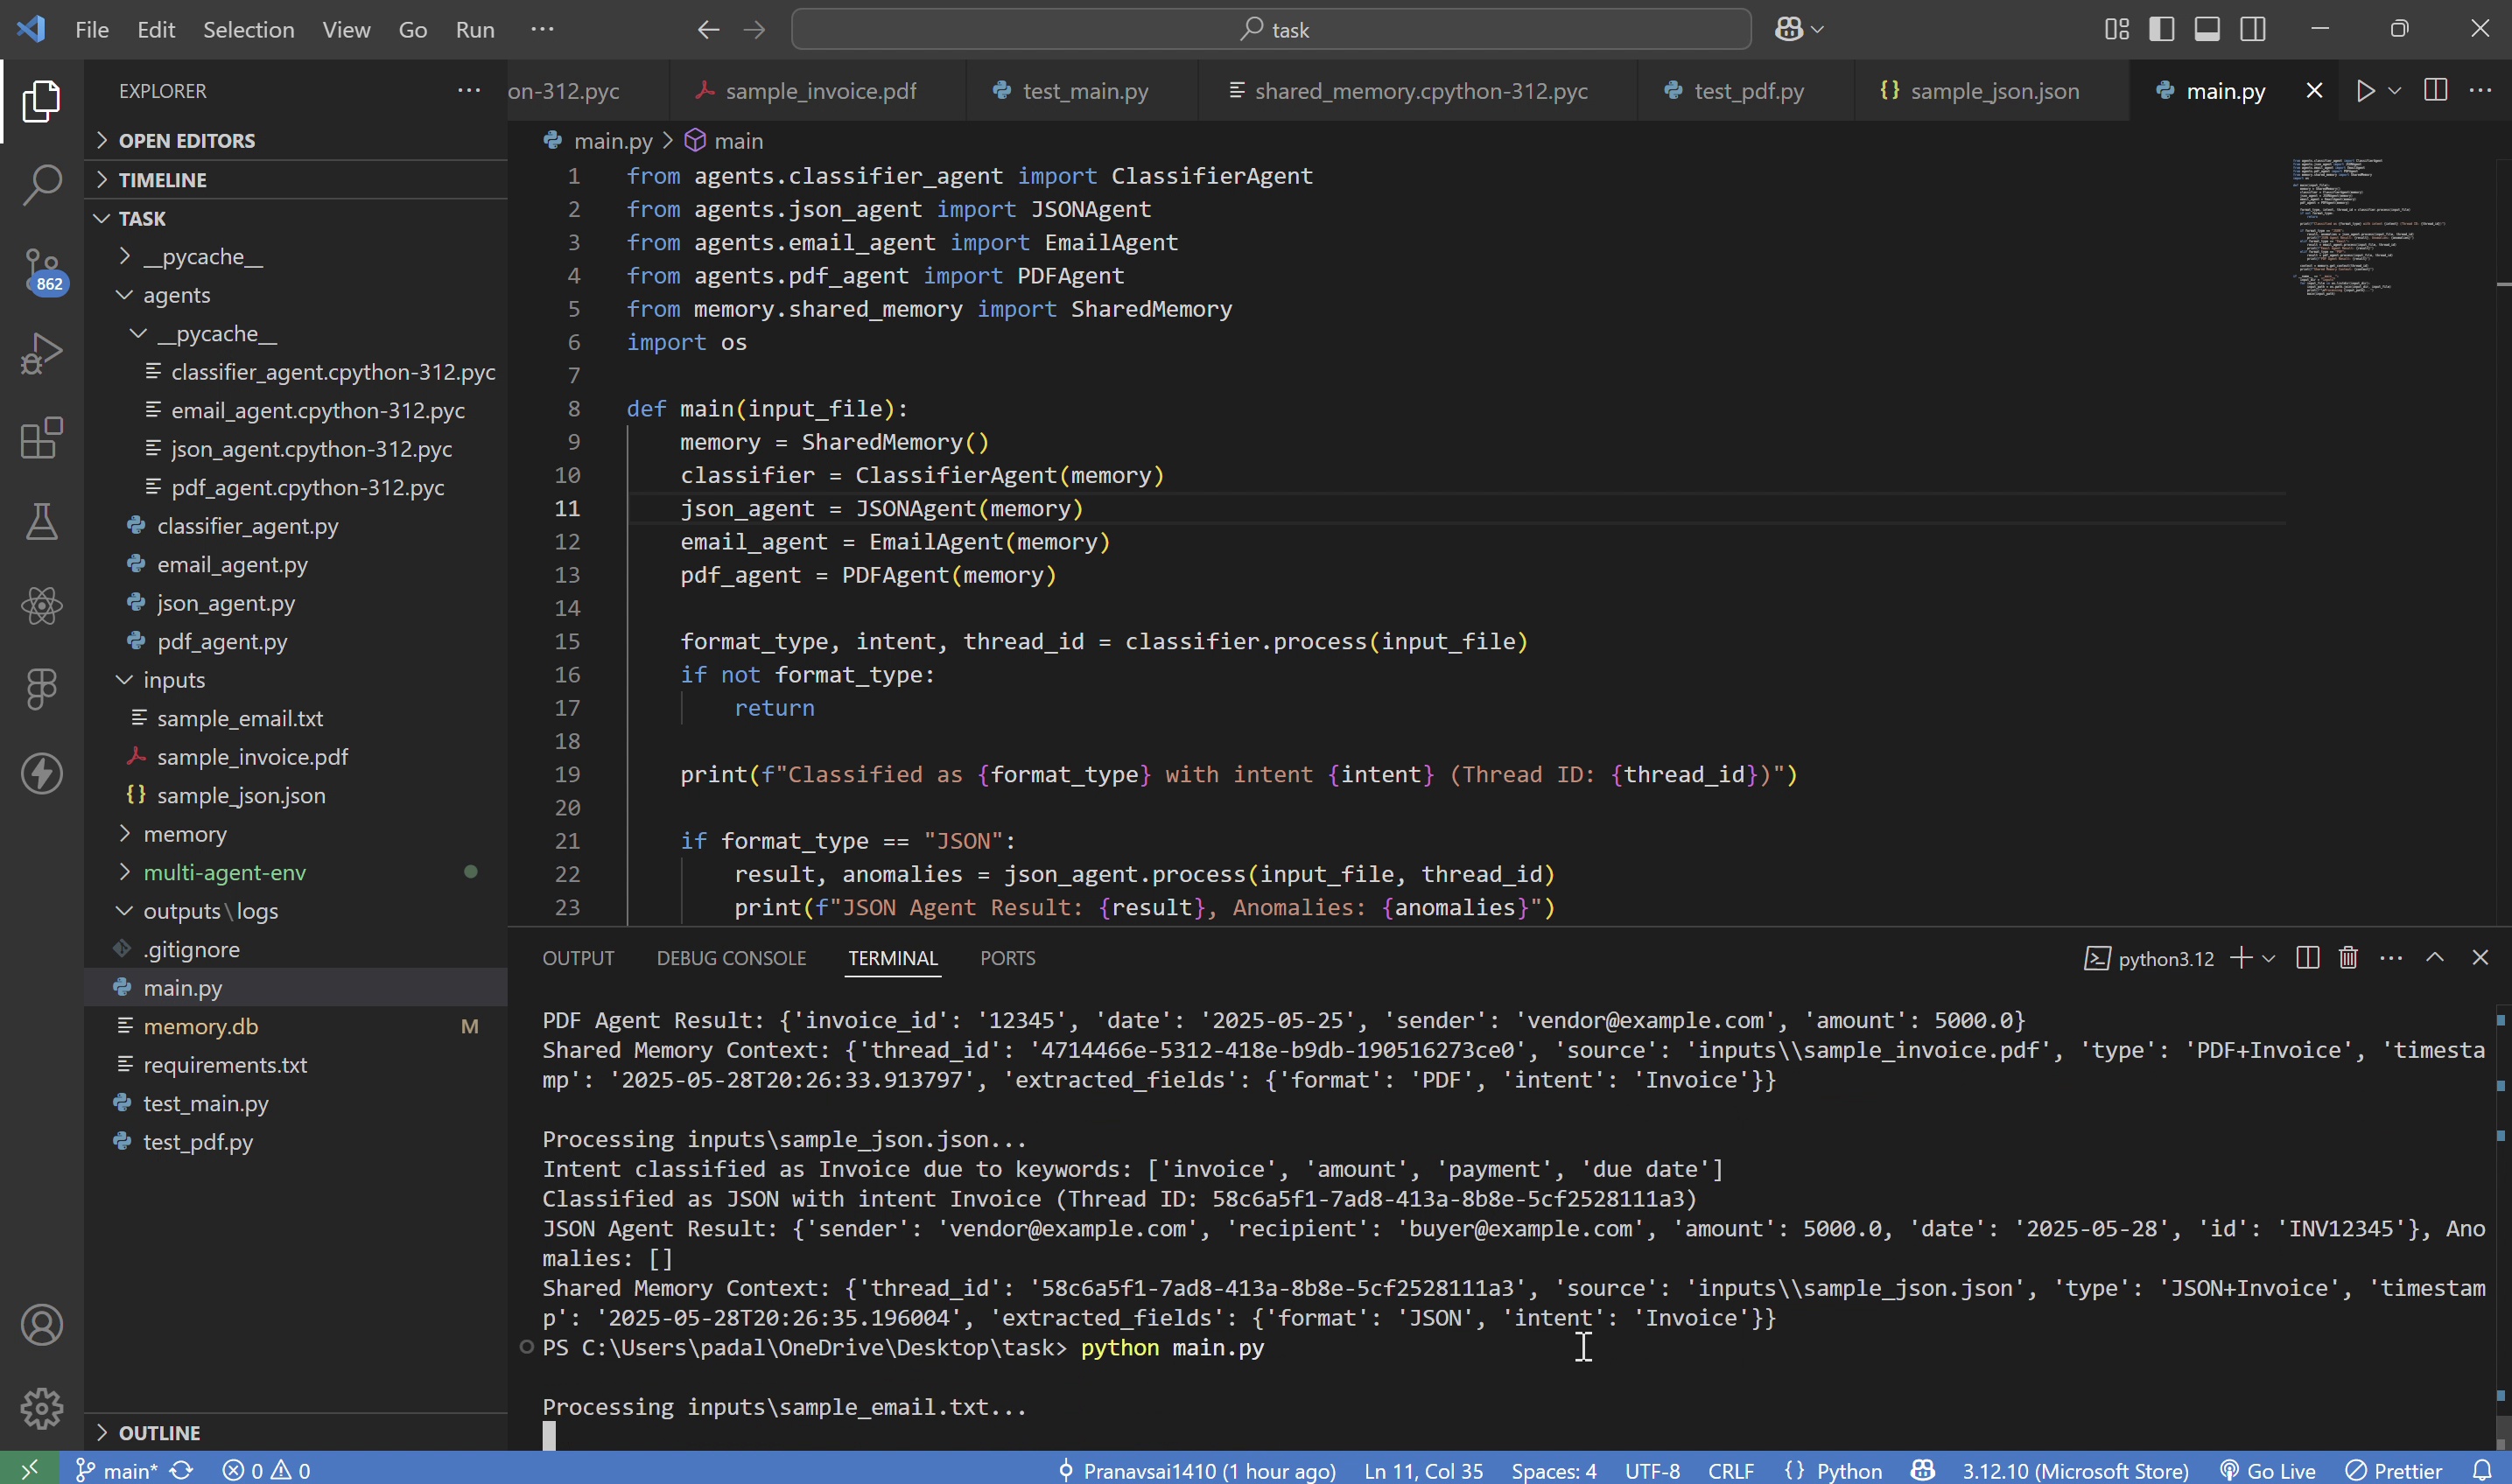 File Edit Selection View Go Run ···
task
EXPLORER
OPEN EDITORS
TIMELINE
TASK
__pycache__
agents
__pycache__
classifier_agent.cpython-312.pyc
email_agent.cpython-312.pyc
json_agent.cpython-312.pyc
pdf_agent.cpython-312.pyc
classifier_agent.py
email_agent.py
json_agent.py
pdf_agent.py
inputs
sample_email.txt
sample_invoice.pdf
sample_json.json
memory
multi-agent-env
outputs\logs
.gitignore
main.py
memory.db M
requirements.txt
test_main.py
test_pdf.py
OUTLINE
862
on-312.pyc sample_invoice.pdf test_main.py shared_memory.cpython-312.pyc test_pdf.py sample_json.json main.py
main.py > main
1 from agents.classifier_agent import ClassifierAgent
2 from agents.json_agent import JSONAgent
3 from agents.email_agent import EmailAgent
4 from agents.pdf_agent import PDFAgent
5 from memory.shared_memory import SharedMemory
6 import os
7
8 def main(input_file):
9 memory = SharedMemory()
10 classifier = ClassifierAgent(memory)
11 json_agent = JSONAgent(memory)
12 email_agent = EmailAgent(memory)
13 pdf_agent = PDFAgent(memory)
14
15 format_type, intent, thread_id = classifier.process(input_file)
16 if not format_type:
17 return
18
19 print(f"Classified as {format_type} with intent {intent} (Thread ID: {thread_id})")
20
21 if format_type == "JSON":
22 result, anomalies = json_agent.process(input_file, thread_id)
23 print(f"JSON Agent Result: {result}, Anomalies: {anomalies}")
OUTPUT DEBUG CONSOLE TERMINAL PORTS
python3.12
PDF Agent Result: {'invoice_id': '12345', 'date': '2025-05-25', 'sender': 'vendor@example.com', 'amount': 5000.0}
Shared Memory Context: {'thread_id': '4714466e-5312-418e-b9db-190516273ce0', 'source': 'inputs\\sample_invoice.pdf', 'type': 'PDF+Invoice', 'timesta
mp': '2025-05-28T20:26:33.913797', 'extracted_fields': {'format': 'PDF', 'intent': 'Invoice'}}
Processing inputs\sample_json.json...
Intent classified as Invoice due to keywords: ['invoice', 'amount', 'payment', 'due date']
Classified as JSON with intent Invoice (Thread ID: 58c6a5f1-7ad8-413a-8b8e-5cf2528111a3)
JSON Agent Result: {'sender': 'vendor@example.com', 'recipient': 'buyer@example.com', 'amount': 5000.0, 'date': '2025-05-28', 'id': 'INV12345'}, Ano
malies: []
Shared Memory Context: {'thread_id': '58c6a5f1-7ad8-413a-8b8e-5cf2528111a3', 'source': 'inputs\\sample_json.json', 'type': 'JSON+Invoice', 'timestam
p': '2025-05-28T20:26:35.196004', 'extracted_fields': {'format': 'JSON', 'intent': 'Invoice'}}
PS C:\Users\padal\OneDrive\Desktop\task> python main.py
Processing inputs\sample_email.txt...
main* 0 0 Pranavsai1410 (1 hour ago) Ln 11, Col 35 Spaces: 4 UTF-8 CRLF {} Python 3.12.10 (Microsoft Store) Go Live Prettier